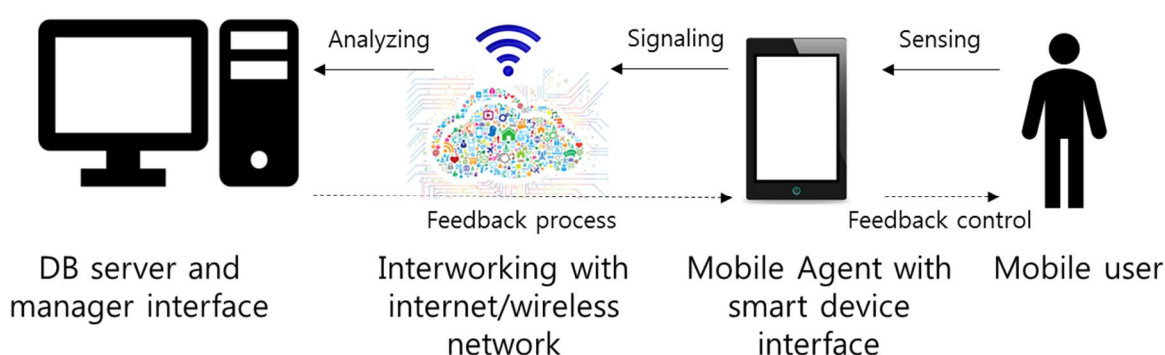 Analyzing
Signaling
Sensing
Feedback process
Feedback control
DB server and
manager interface
Interworking with
internet/wireless
network
Mobile Agent with
smart device
interface
Mobile user